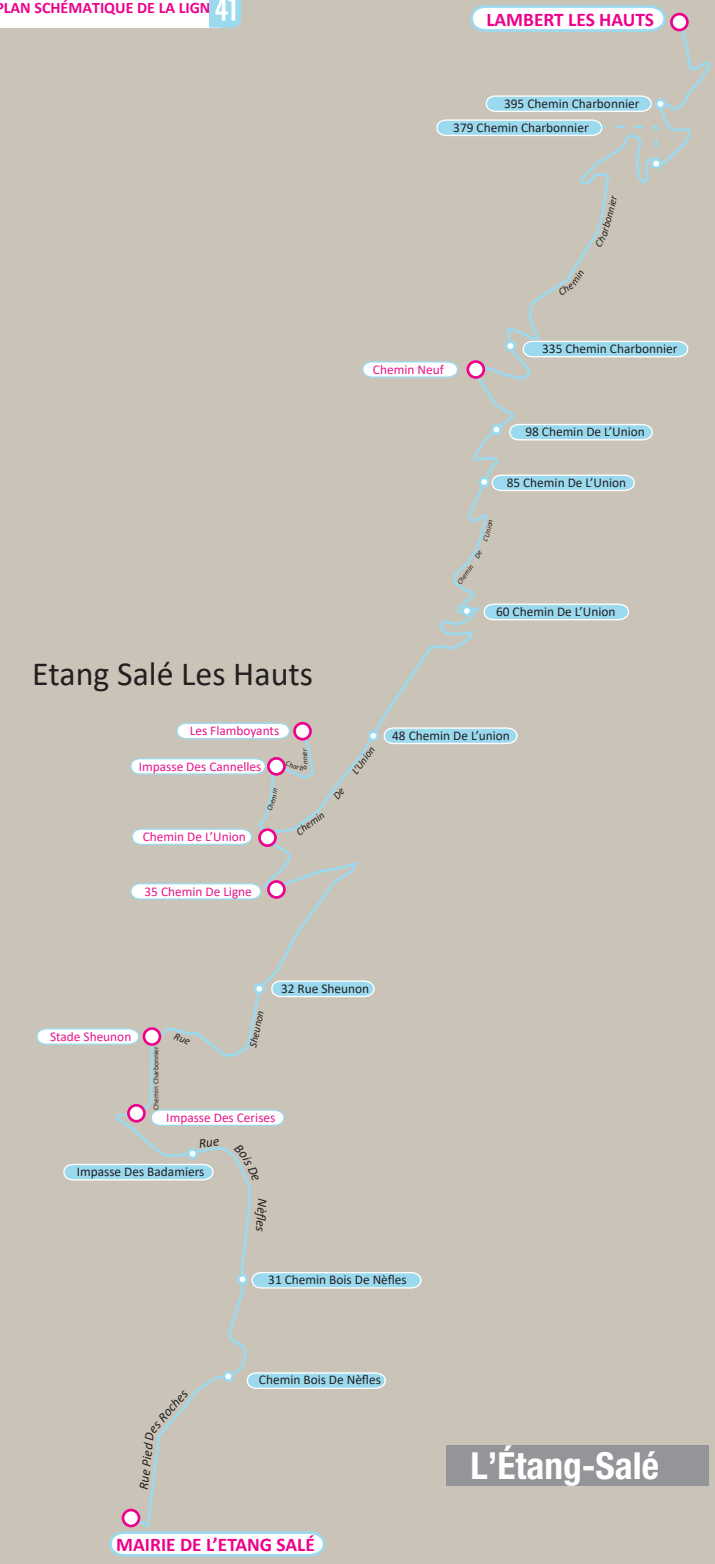 PLAN SCHÉMATIQUE DE LA LIGN 41
LAMBERT LES HAUTS
395 Chemin Charbonnier
379 Chemin Charbonnier
Chemin Charbonnier
335 Chemin Charbonnier
Chemin Neuf
98 Chemin De L'Union
85 Chemin De L'Union
Chemin De L'Union
60 Chemin De L'Union
Etang Salé Les Hauts
Les Flamboyants
48 Chemin De L'union
Impasse Des Cannelles
Chemin Charbonnier
Chemin De L'Union
Chemin De L'Union
35 Chemin De Ligne
32 Rue Sheunon
Rue Sheunon
Stade Sheunon
Chemin Charbonnier
Impasse Des Cerises
Rue Bois De Nèfles
Impasse Des Badamiers
31 Chemin Bois De Nèfles
Chemin Bois De Nèfles
Rue Pied Des Roches
L'Étang-Salé
MAIRIE DE L'ETANG SALÉ